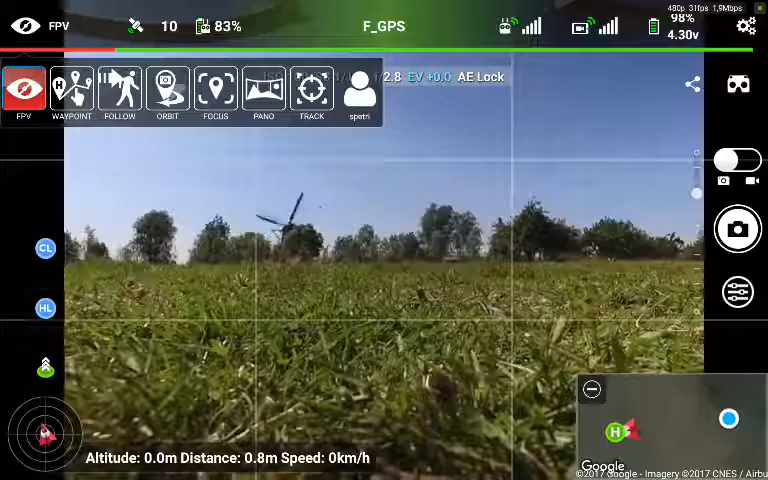 480p 31fps 1,9Mbps
FPV 10 83% F_GPS 98%
4.30v
2.8 EV +0.0 AE Lock
FPV WAYPOINT FOLLOW ORBIT FOCUS PANO TRACK spetri
H
CL
HL
H
Altitude: 0.0m Distance: 0.8m Speed: 0km/h
Google
©2017 Google - Imagery ©2017 CNES / Airbu